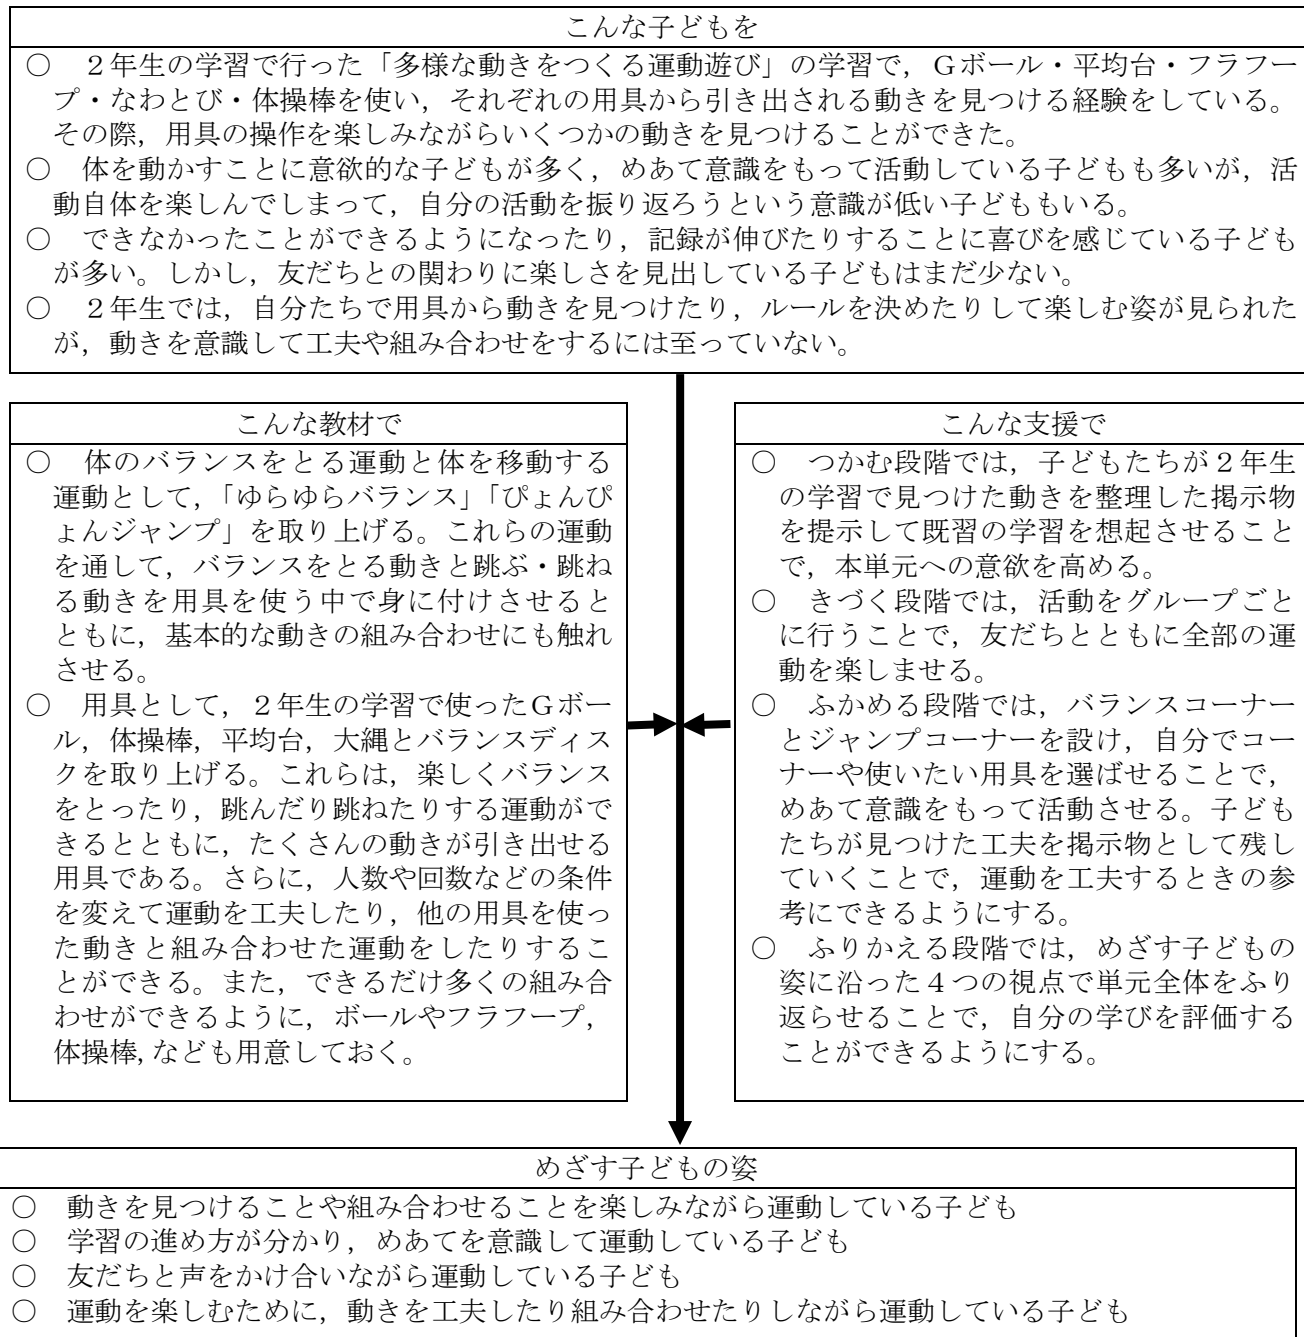 こんな子どもを
○　２年生の学習で行った「多様な動きをつくる運動遊び」の学習で，Ｇボール・平均台・フラフー
プ・なわとび・体操棒を使い，それぞれの用具から引き出される動きを見つける経験をしている。
その際，用具の操作を楽しみながらいくつかの動きを見つけることができた。
○　体を動かすことに意欲的な子どもが多く，めあて意識をもって活動している子どもも多いが，活
動自体を楽しんでしまって，自分の活動を振り返ろうという意識が低い子どももいる。
○　できなかったことができるようになったり，記録が伸びたりすることに喜びを感じている子ども
が多い。しかし，友だちとの関わりに楽しさを見出している子どもはまだ少ない。
○　２年生では，自分たちで用具から動きを見つけたり，ルールを決めたりして楽しむ姿が見られた
が，動きを意識して工夫や組み合わせをするには至っていない。
こんな教材で
○　体のバランスをとる運動と体を移動する
運動として，「ゆらゆらバランス」「ぴょんぴ
ょんジャンプ」を取り上げる。これらの運動
を通して，バランスをとる動きと跳ぶ・跳ね
る動きを用具を使う中で身に付けさせると
ともに，基本的な動きの組み合わせにも触れ
させる。
○　用具として，２年生の学習で使ったＧボー
ル，体操棒，平均台，大縄とバランスディス
クを取り上げる。これらは，楽しくバランス
をとったり，跳んだり跳ねたりする運動がで
きるとともに，たくさんの動きが引き出せる
用具である。さらに，人数や回数などの条件
を変えて運動を工夫したり，他の用具を使っ
た動きと組み合わせた運動をしたりするこ
とができる。また，できるだけ多くの組み合
わせができるように，ボールやフラフープ，
体操棒,なども用意しておく。
こんな支援で
○　つかむ段階では，子どもたちが２年生
の学習で見つけた動きを整理した掲示物
を提示して既習の学習を想起させること
で，本単元への意欲を高める。
○　きづく段階では，活動をグループごと
に行うことで，友だちとともに全部の運
動を楽しませる。
○　ふかめる段階では，バランスコーナー
とジャンプコーナーを設け，自分でコー
ナーや使いたい用具を選ばせることで，
めあて意識をもって活動させる。子ども
たちが見つけた工夫を掲示物として残し
ていくことで，運動を工夫するときの参
考にできるようにする。
○　ふりかえる段階では，めざす子どもの
姿に沿った４つの視点で単元全体をふり
返らせることで，自分の学びを評価する
ことができるようにする。
めざす子どもの姿
○　動きを見つけることや組み合わせることを楽しみながら運動している子ども
○　学習の進め方が分かり，めあてを意識して運動している子ども
○　友だちと声をかけ合いながら運動している子ども
○　運動を楽しむために，動きを工夫したり組み合わせたりしながら運動している子ども